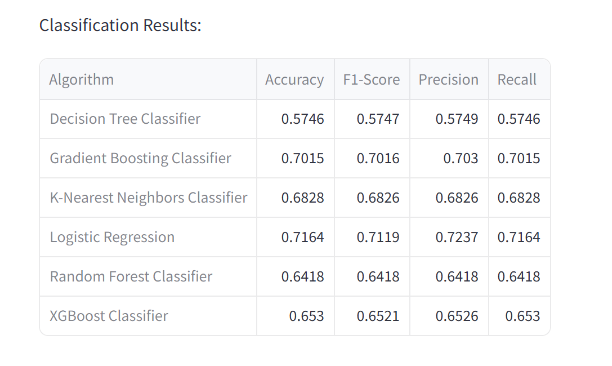 Classification Results:
Algorithm Accuracy F1-Score Precision Recall
Decision Tree Classifier 0.5746 0.5747 0.5749 0.5746
Gradient Boosting Classifier 0.7015 0.7016 0.703 0.7015
K-Nearest Neighbors Classifier 0.6828 0.6826 0.6826 0.6828
Logistic Regression 0.7164 0.7119 0.7237 0.7164
Random Forest Classifier 0.6418 0.6418 0.6418 0.6418
XGBoost Classifier 0.653 0.6521 0.6526 0.653